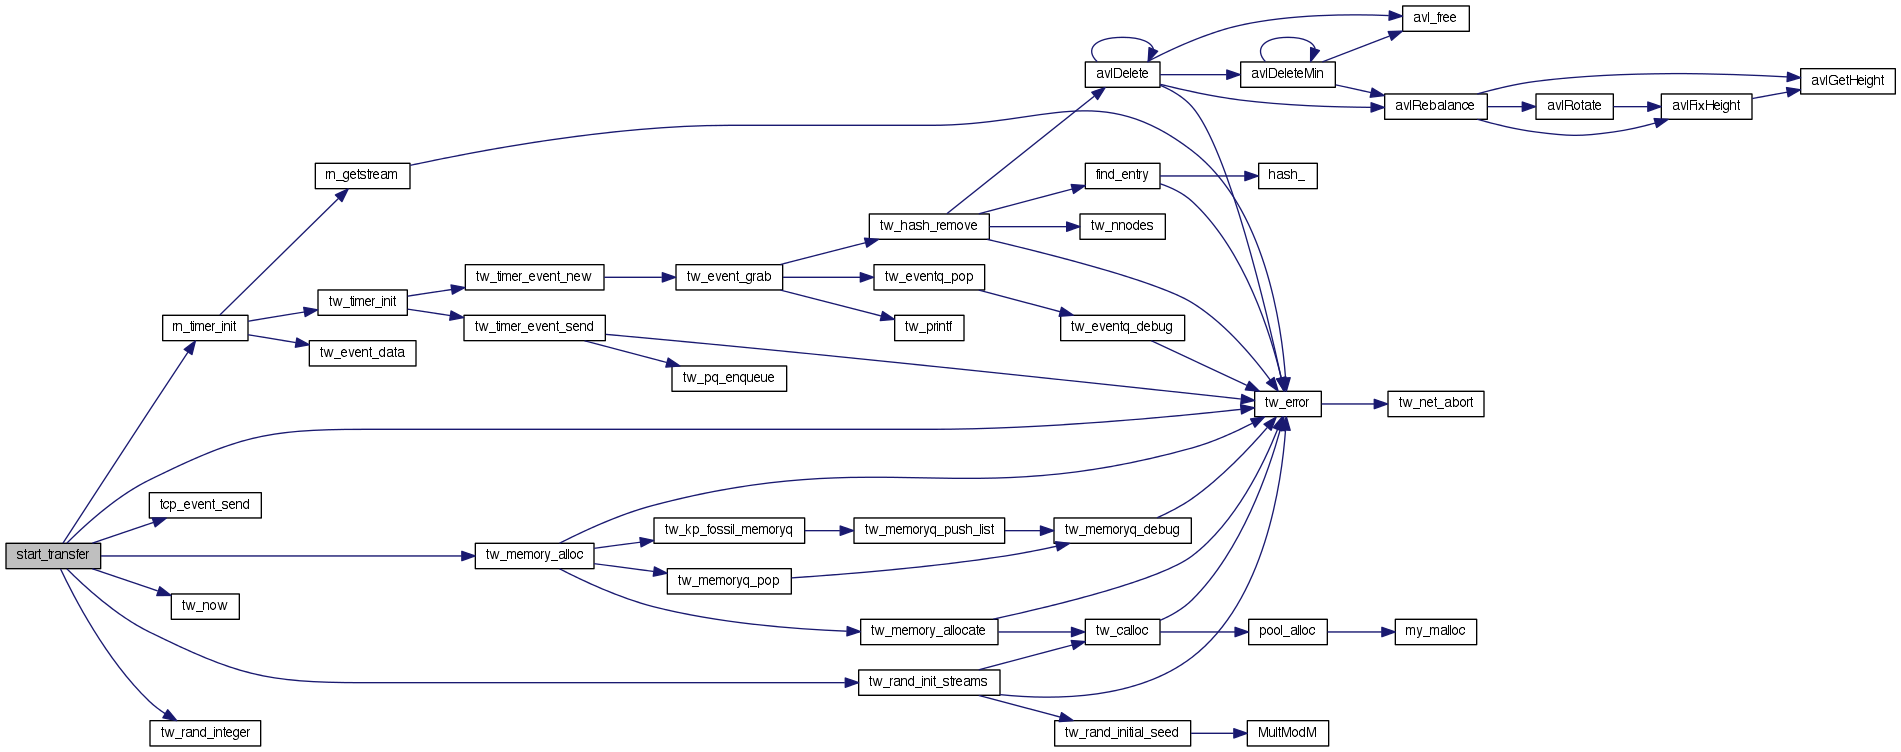 avl_free
avlDelete
avlDeleteMin
avlGetHeight
avlRebalance
avlRotate
avlFixHeight
rn_getstream
find_entry
hash_
tw_hash_remove
tw_nnodes
tw_timer_event_new
tw_event_grab
tw_eventq_pop
tw_timer_init
rn_timer_init
tw_timer_event_send
tw_printf
tw_eventq_debug
tw_event_data
tw_pq_enqueue
tw_error
tw_net_abort
tcp_event_send
start_transfer
tw_memory_alloc
tw_kp_fossil_memoryq
tw_memoryq_push_list
tw_memoryq_debug
tw_memoryq_pop
tw_now
tw_memory_allocate
tw_calloc
pool_alloc
my_malloc
tw_rand_init_streams
tw_rand_integer
tw_rand_initial_seed
MultModM